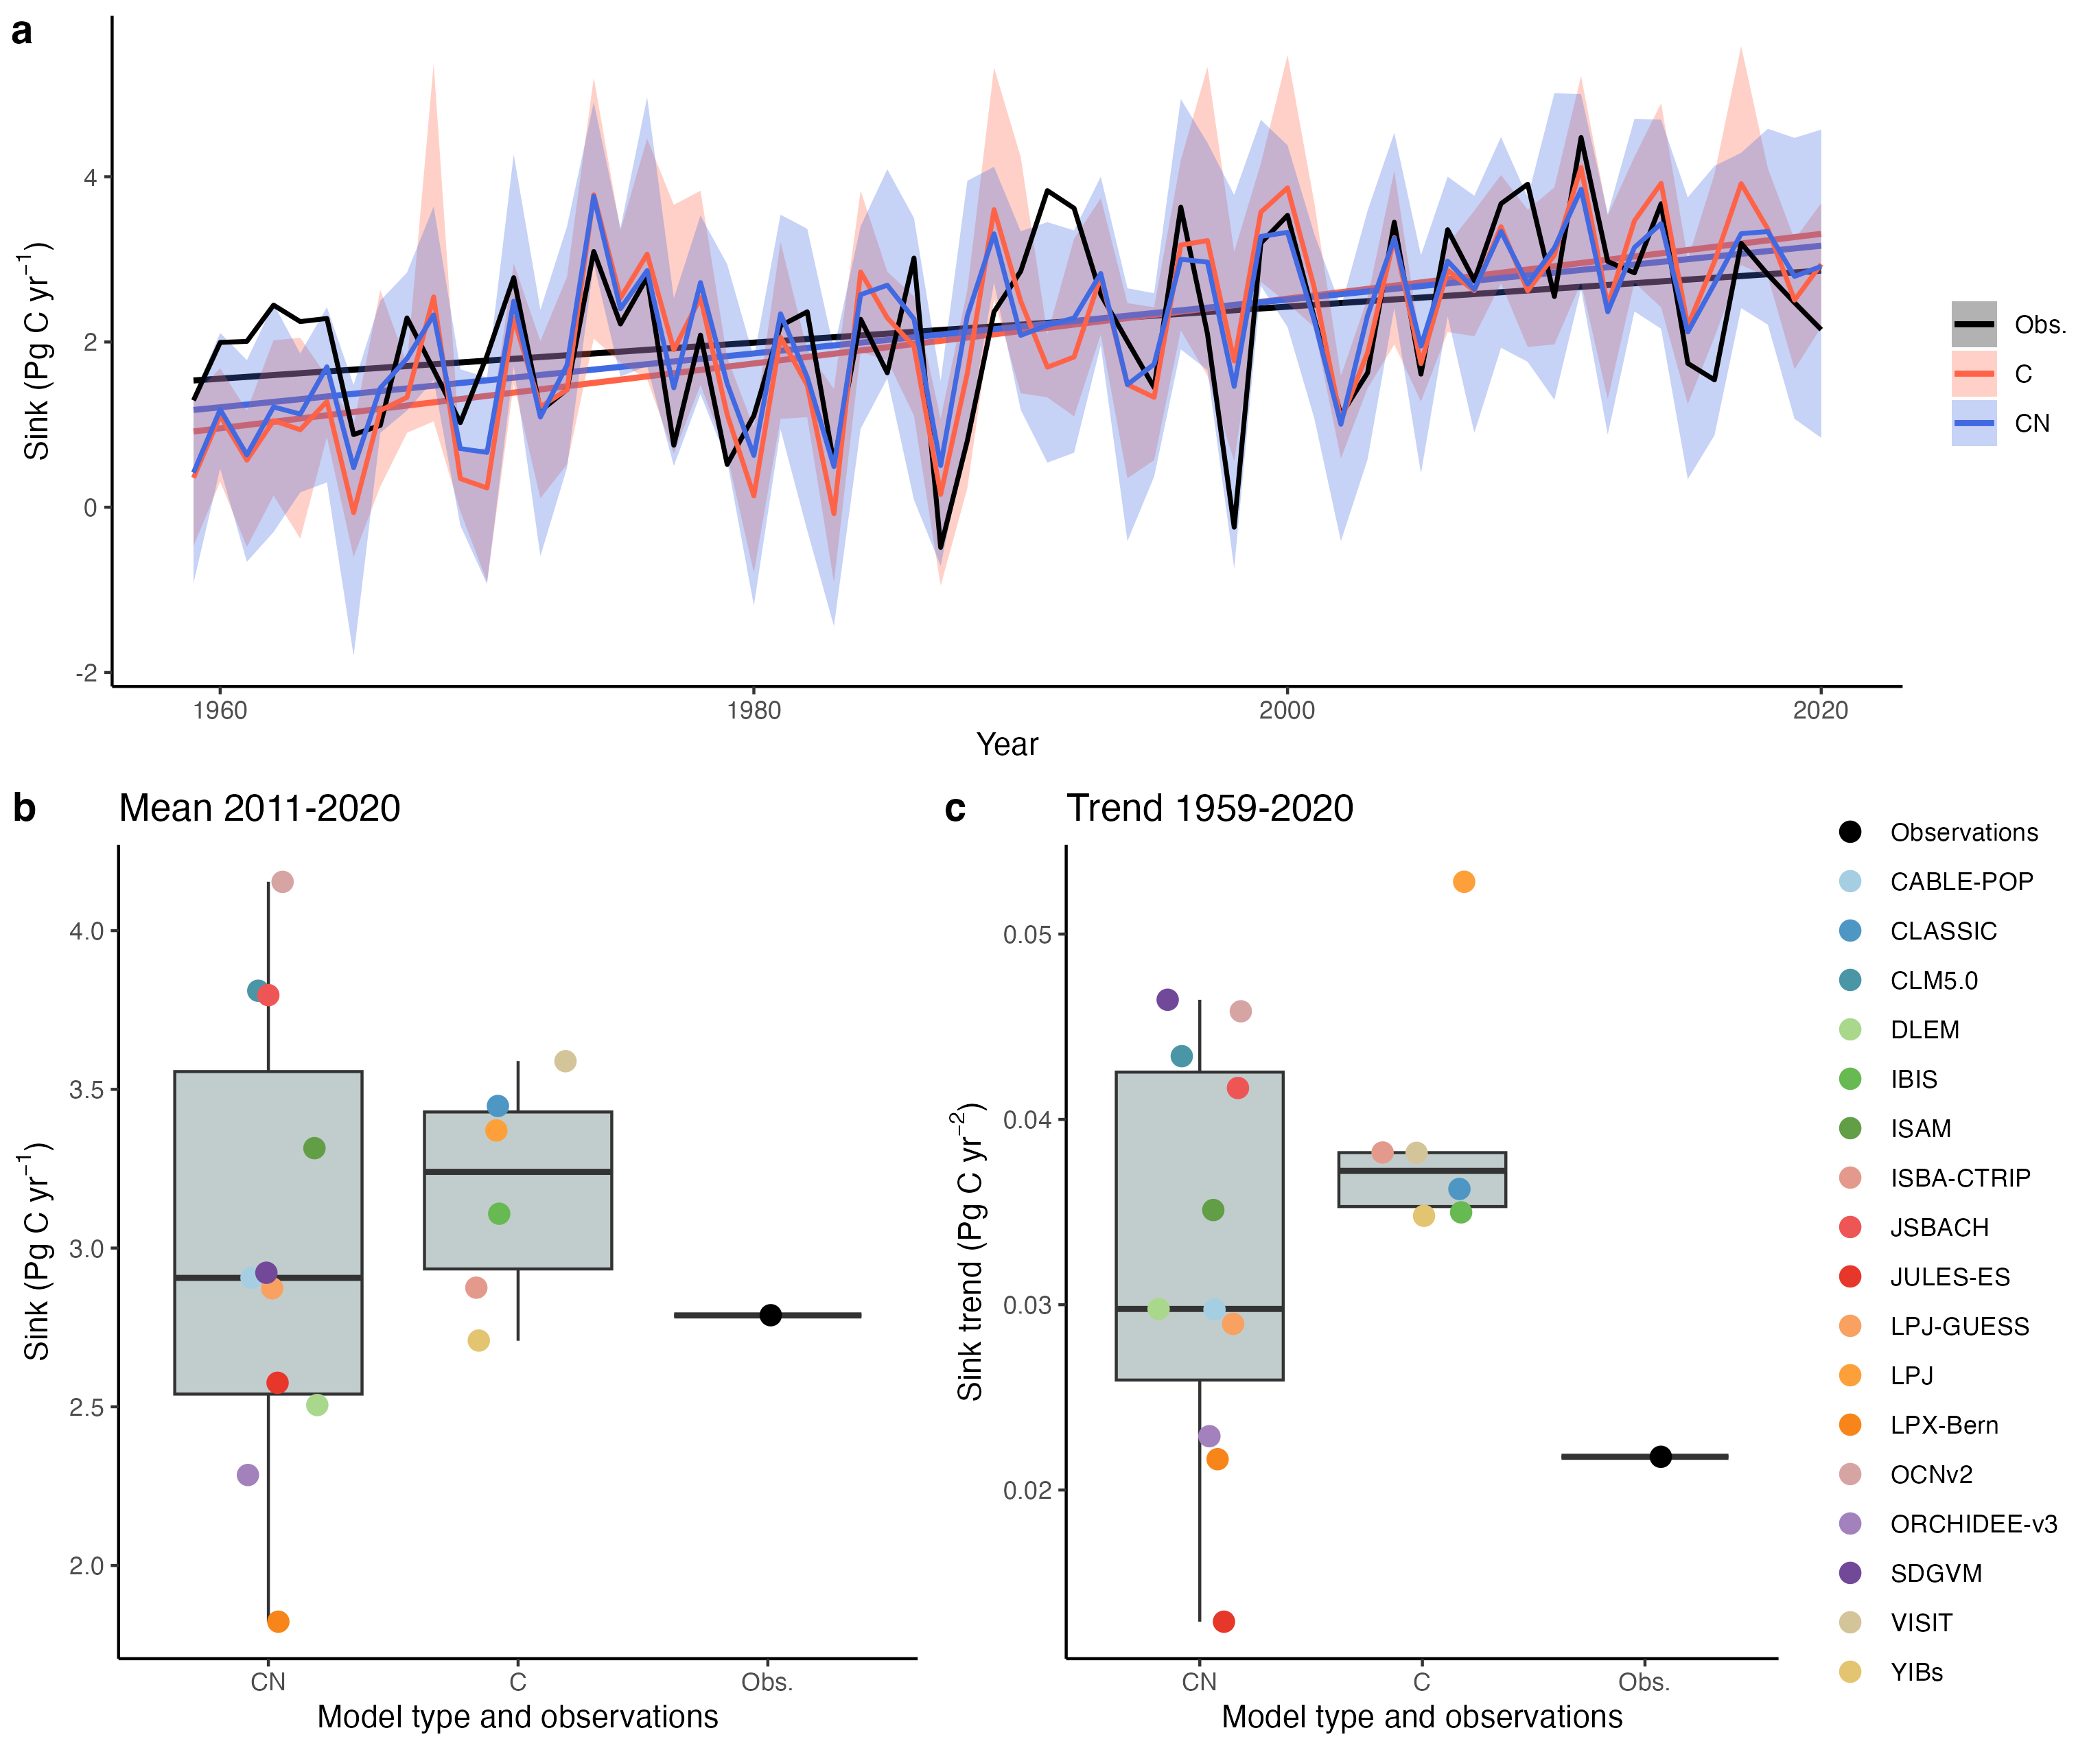 a
4
2
0
-2
Sink (Pg C yr⁻¹)
1960
1980
2000
2020
Year
Obs.
C
CN
b
Mean 2011-2020
4.0
3.5
3.0
2.5
2.0
Sink (Pg C yr⁻¹)
CN
C
Obs.
Model type and observations
c
Trend 1959-2020
0.05
0.04
0.03
0.02
Sink trend (Pg C yr⁻²)
CN
C
Obs.
Model type and observations
Observations
CABLE-POP
CLASSIC
CLM5.0
DLEM
IBIS
ISAM
ISBA-CTRIP
JSBACH
JULES-ES
LPJ-GUESS
LPJ
LPX-Bern
OCNv2
ORCHIDEE-v3
SDGVM
VISIT
YIBs